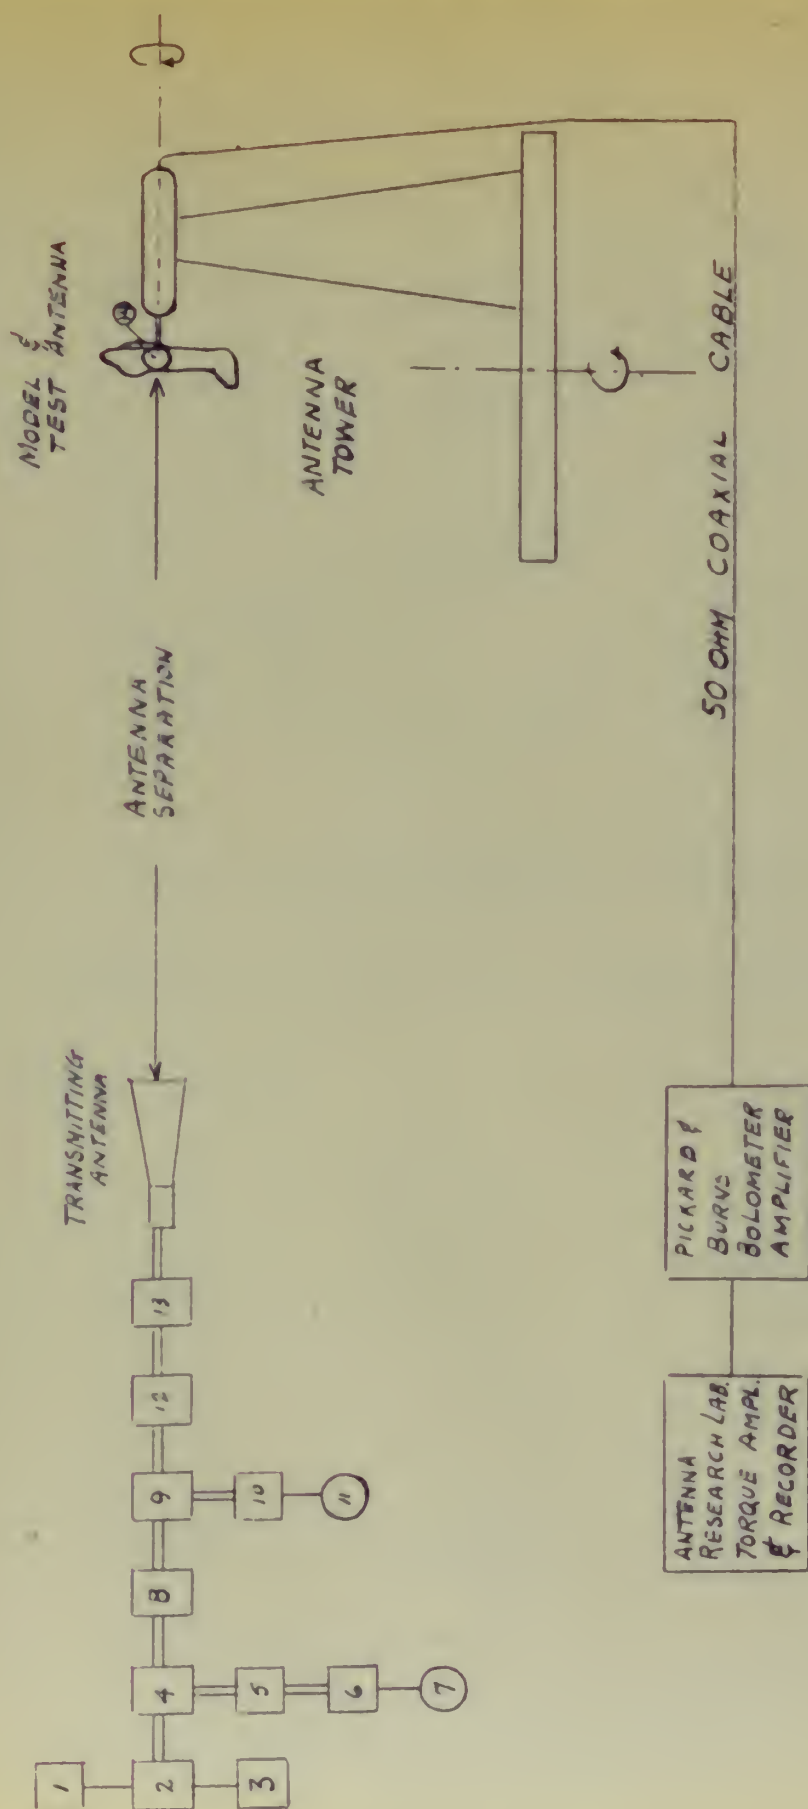 MODEL &
TEST ANTENNA
14
ANTENNA
TOWER
ANTENNA
SEPARATION
50 OHM COAXIAL CABLE
TRANSMITTING
ANTENNA
1
2
3
4
5
6
7
8
9
10
11
12
13
PICKARD &
BURNS
BOLOMETER
AMPLIFIER
ANTENNA
RESEARCH LAB.
TORQUE AMPL.
& RECORDER